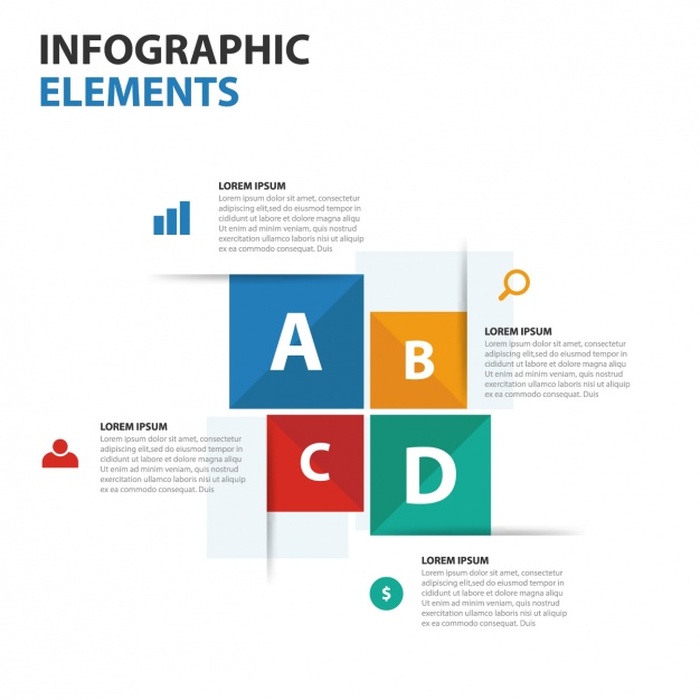 INFOGRAPHIC
ELEMENTS
LOREM IPSUM
Lorem ipsum dolor sit amet, consectetur
adipiscing elit, sed do eiusmod tempor
cididunt ut labore et dolore magna aliqu
Ut enim ad minim veniam, quis nostrud
exercitation ullamco laboris nisi ut aliquip
ex ea commodo consequat. Duis
A
B
LOREM IPSUM
Lorem ipsum dolor sit amet, consectetur
adipiscing elit, sed do eiusmod tempor
cididunt ut labore et dolore magna aliqu
Ut enim ad minim veniam, quis nostrud
exercitation ullamco laboris nisi ut aliquip
ex ea commodo consequat. Duis
LOREM IPSUM
Lorem ipsum dolor sit amet, consectetur
adipiscing elit, sed do eiusmod tempor
cididunt ut labore et dolore magna aliqu
Ut enim ad minim veniam, quis nostrud
exercitation ullamco laboris nisi ut aliquip
ex ea commodo consequat. Duis
C
D
LOREM IPSUM
Lorem ipsum dolor sit amet, consectetur
adipiscing elit, sed do eiusmod tempor
cididunt ut labore et dolore magna aliqu
Ut enim ad minim veniam, quis nostrud
exercitation ullamco laboris nisi ut aliquip
ex ea commodo consequat. Duis
$